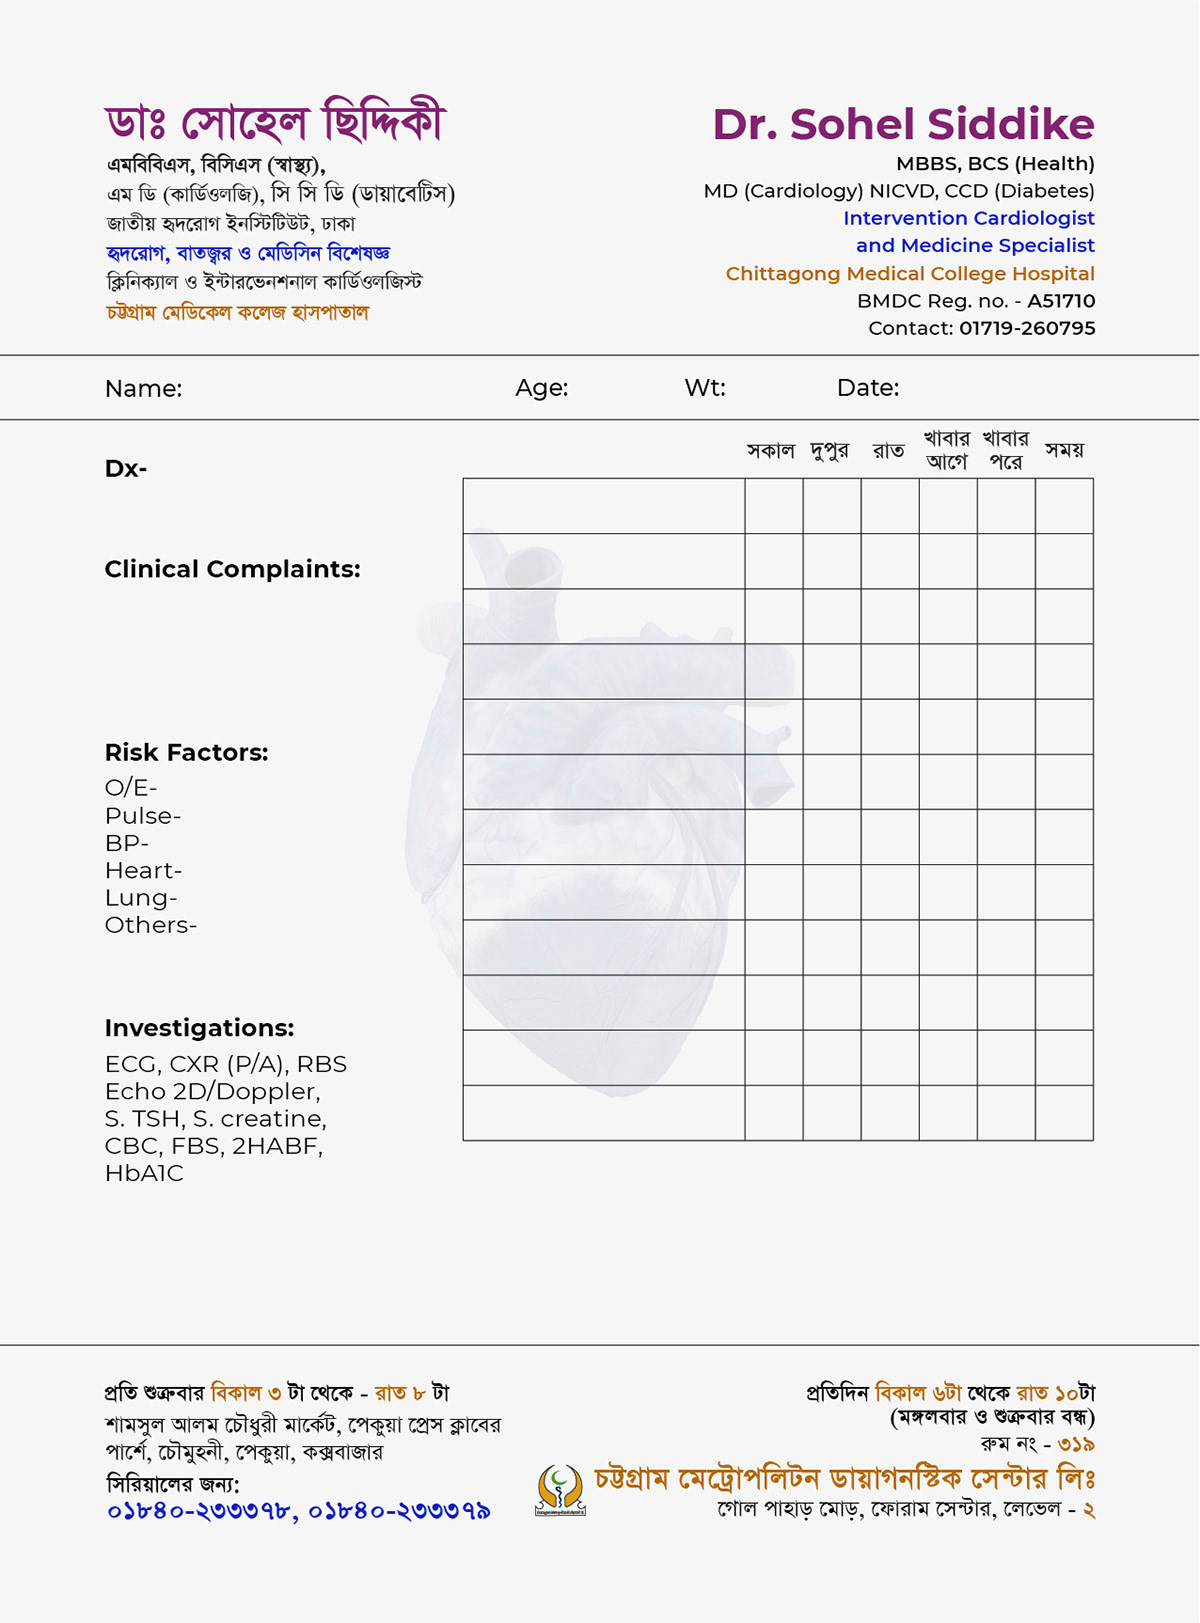 ডাঃ সোহেল ছিদ্দিকী
এমবিবিএস, বিসিএস (স্বাস্থ্য),
এম ডি (কার্ডিওলজি), সি সি ডি (ডায়াবেটিস)
জাতীয় হৃদরোগ ইনস্টিটিউট, ঢাকা
হৃদরোগ, বাতজ্বর ও মেডিসিন বিশেষজ্ঞ
ক্লিনিক্যাল ও ইন্টারভেনশনাল কার্ডিওলজিস্ট
চট্টগ্রাম মেডিকেল কলেজ হাসপাতাল
Dr. Sohel Siddike
MBBS, BCS (Health)
MD (Cardiology) NICVD, CCD (Diabetes)
Intervention Cardiologist
and Medicine Specialist
Chittagong Medical College Hospital
BMDC Reg. no. - A51710
Contact: 01719-260795
Name: Age: Wt: Date:
Dx-
Clinical Complaints:
Risk Factors:
O/E-
Pulse-
BP-
Heart-
Lung-
Others-
Investigations:
ECG, CXR (P/A), RBS
Echo 2D/Doppler,
S. TSH, S. creatine,
CBC, FBS, 2HABF,
HbA1C
সকাল দুপুর রাত খাবার আগে খাবার পরে সময়
প্রতি শুক্রবার বিকাল ৩ টা থেকে - রাত ৮ টা
শামসুল আলম চৌধুরী মার্কেট, পেকুয়া প্রেস ক্লাবের
পার্শে, চৌমুহনী, পেকুয়া, কক্সবাজার
সিরিয়ালের জন্য:
০১৮৪০-২৩৩৩৭৮, ০১৮৪০-২৩৩৩৭৯
প্রতিদিন বিকাল ৬টা থেকে রাত ১০টা
(মঙ্গলবার ও শুক্রবার বন্ধ)
রুম নং - ৩১৯
চট্টগ্রাম মেট্রোপলিটন ডায়াগনস্টিক সেন্টার লিঃ
গোল পাহাড় মোড়, ফোরাম সেন্টার, লেভেল - ২